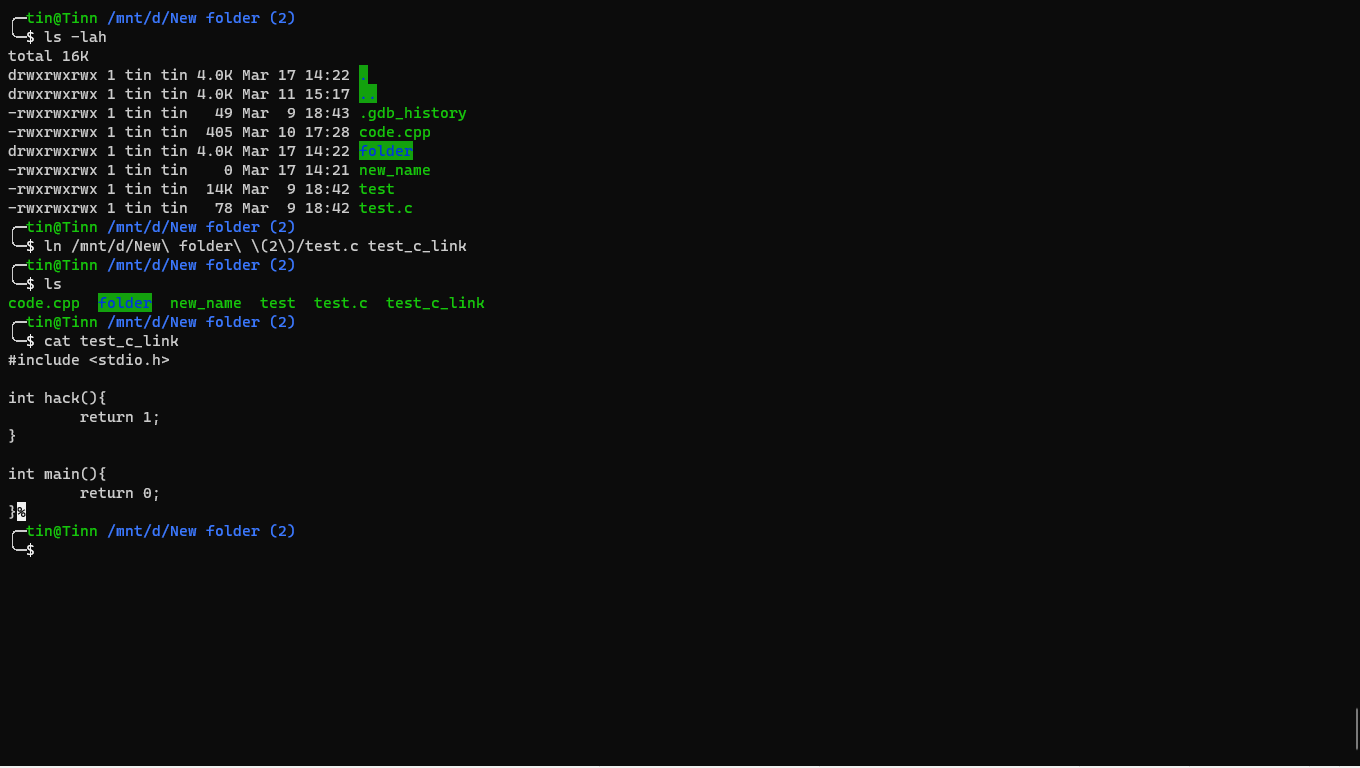 tin@Tinn /mnt/d/New folder (2)
$ ls -lah
total 16K
drwxrwxrwx 1 tin tin 4.0K Mar 17 14:22 .
drwxrwxrwx 1 tin tin 4.0K Mar 11 15:17 ..
-rwxrwxrwx 1 tin tin   49 Mar  9 18:43 .gdb_history
-rwxrwxrwx 1 tin tin  405 Mar 10 17:28 code.cpp
drwxrwxrwx 1 tin tin 4.0K Mar 17 14:22 folder
-rwxrwxrwx 1 tin tin    0 Mar 17 14:21 new_name
-rwxrwxrwx 1 tin tin  14K Mar  9 18:42 test
-rwxrwxrwx 1 tin tin   78 Mar  9 18:42 test.c
tin@Tinn /mnt/d/New folder (2)
$ ln /mnt/d/New\ folder\ \(2\)/test.c test_c_link
tin@Tinn /mnt/d/New folder (2)
$ ls
code.cpp  folder  new_name  test  test.c  test_c_link
tin@Tinn /mnt/d/New folder (2)
$ cat test_c_link
#include <stdio.h>

int hack(){
        return 1;
}

int main(){
        return 0;
}%
tin@Tinn /mnt/d/New folder (2)
$